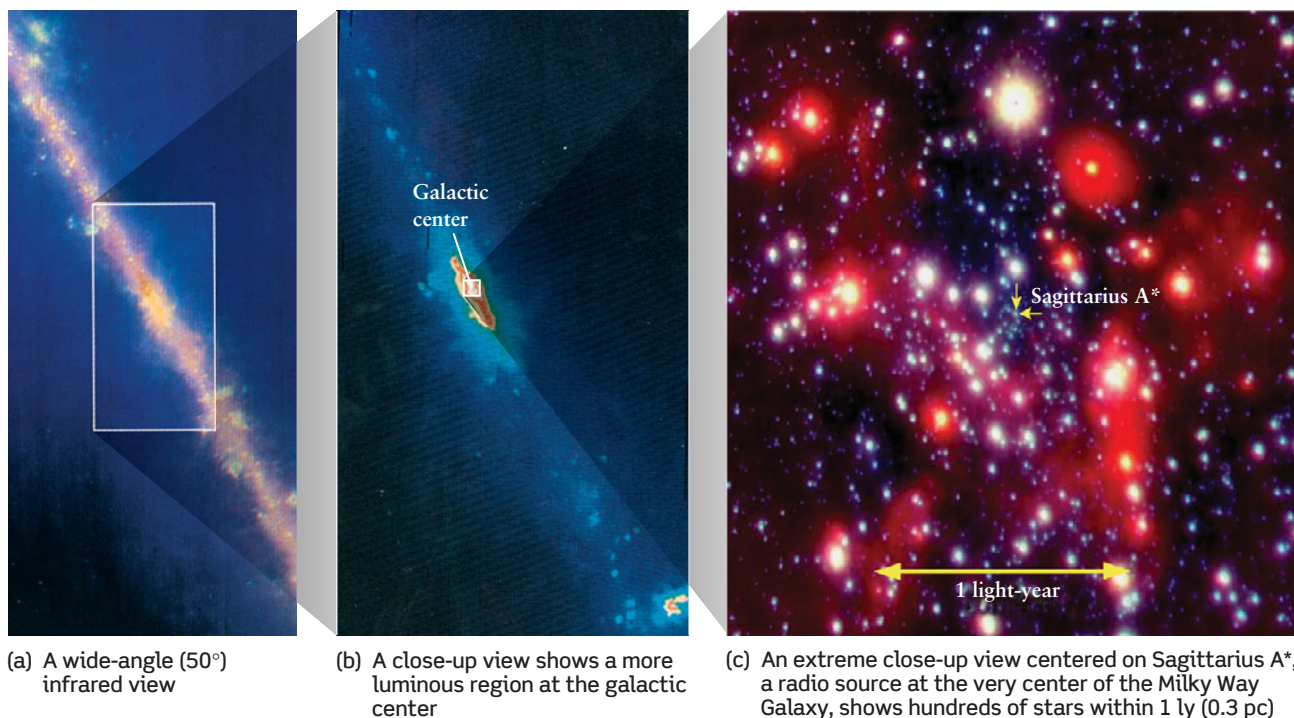 Galactic
center
Sagittarius A*
1 light-year
(a) A wide-angle (50°)
infrared view
(b) A close-up view shows a more
luminous region at the galactic
center
(c) An extreme close-up view centered on Sagittarius A*,
a radio source at the very center of the Milky Way
Galaxy, shows hundreds of stars within 1 ly (0.3 pc)